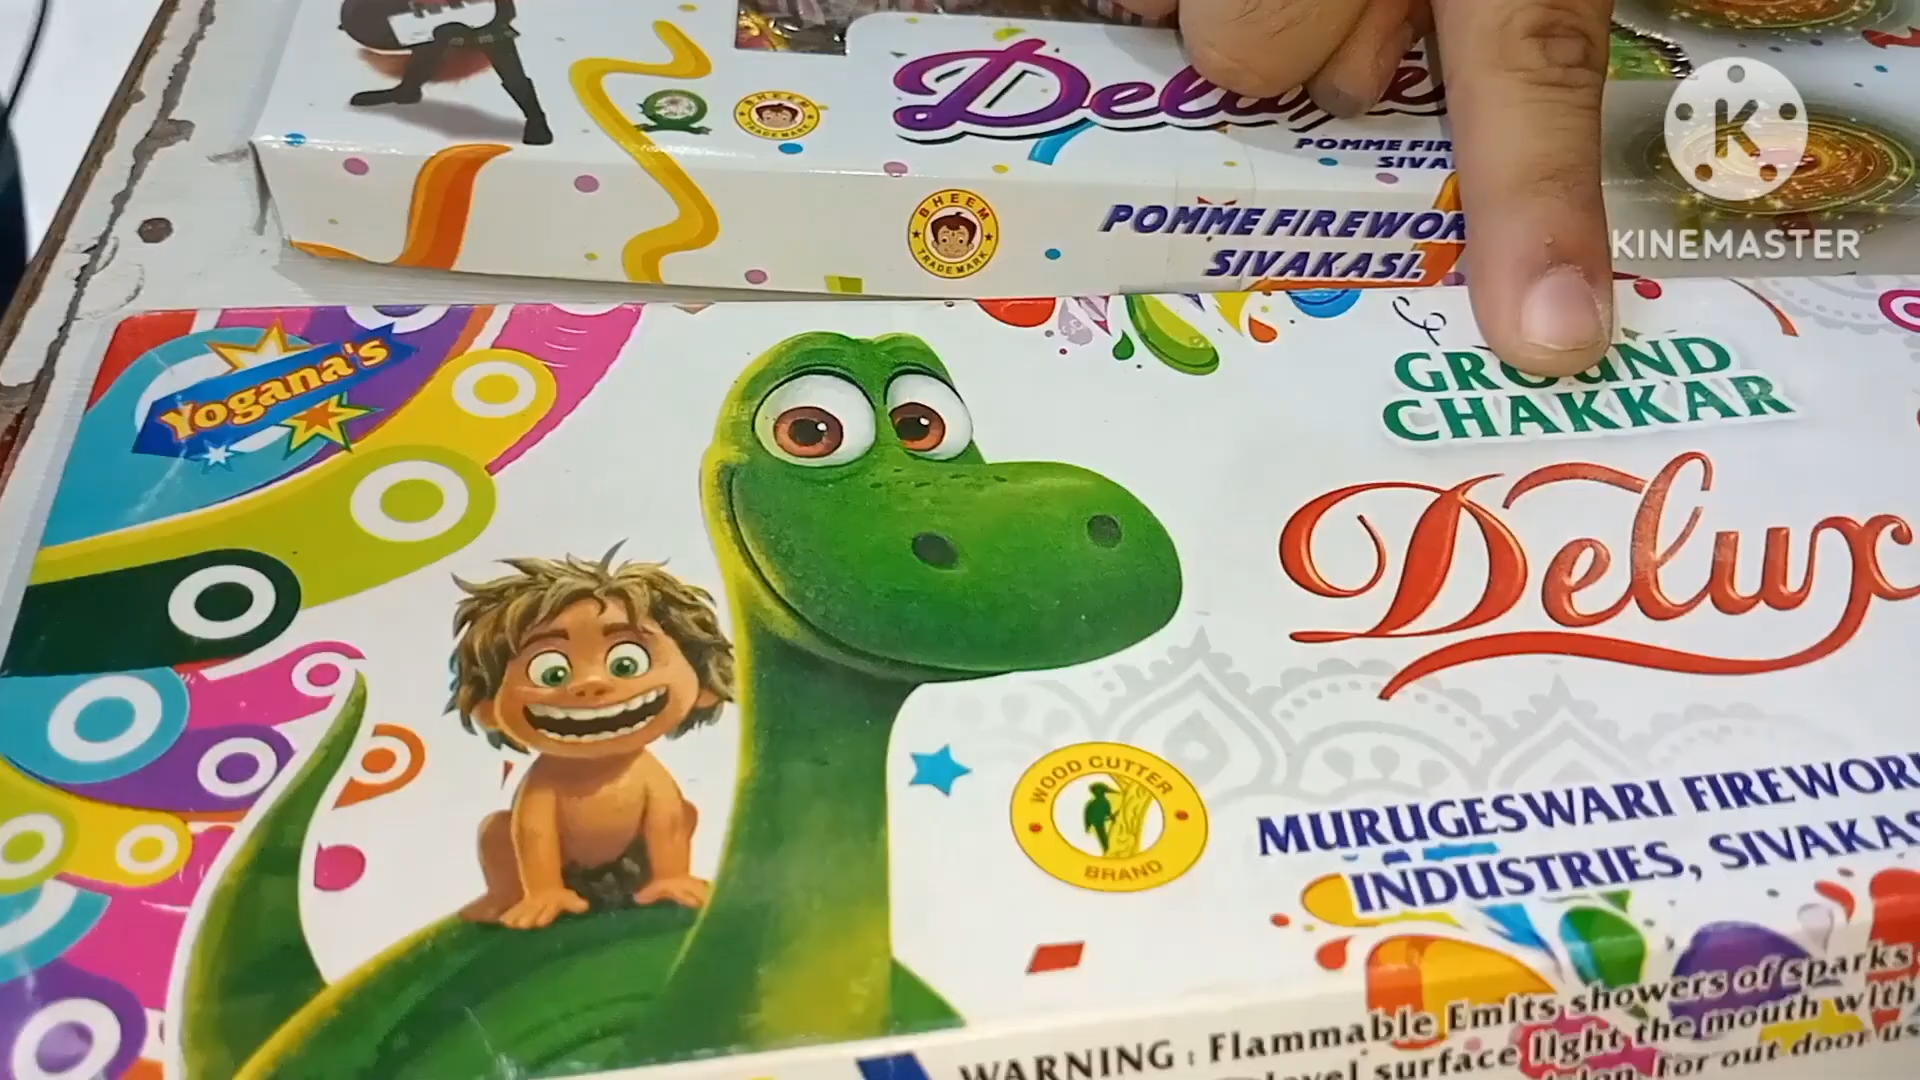 Deluxe
BHEEM
TRADE MARK
POMME FIR
SIVA
K
KINEMASTER
BHEEM
TRADE MARK
POMME FIREWOR
SIVAKASI.
Yogana's
GROUND
CHAKKAR
Delux
WOOD CUTTER
BRAND
MURUGESWARI FIREWOR
INDUSTRIES, SIVAKAS
WARNING : Flammable Emits showers of sparks
level surface light the mouth with
For out door us